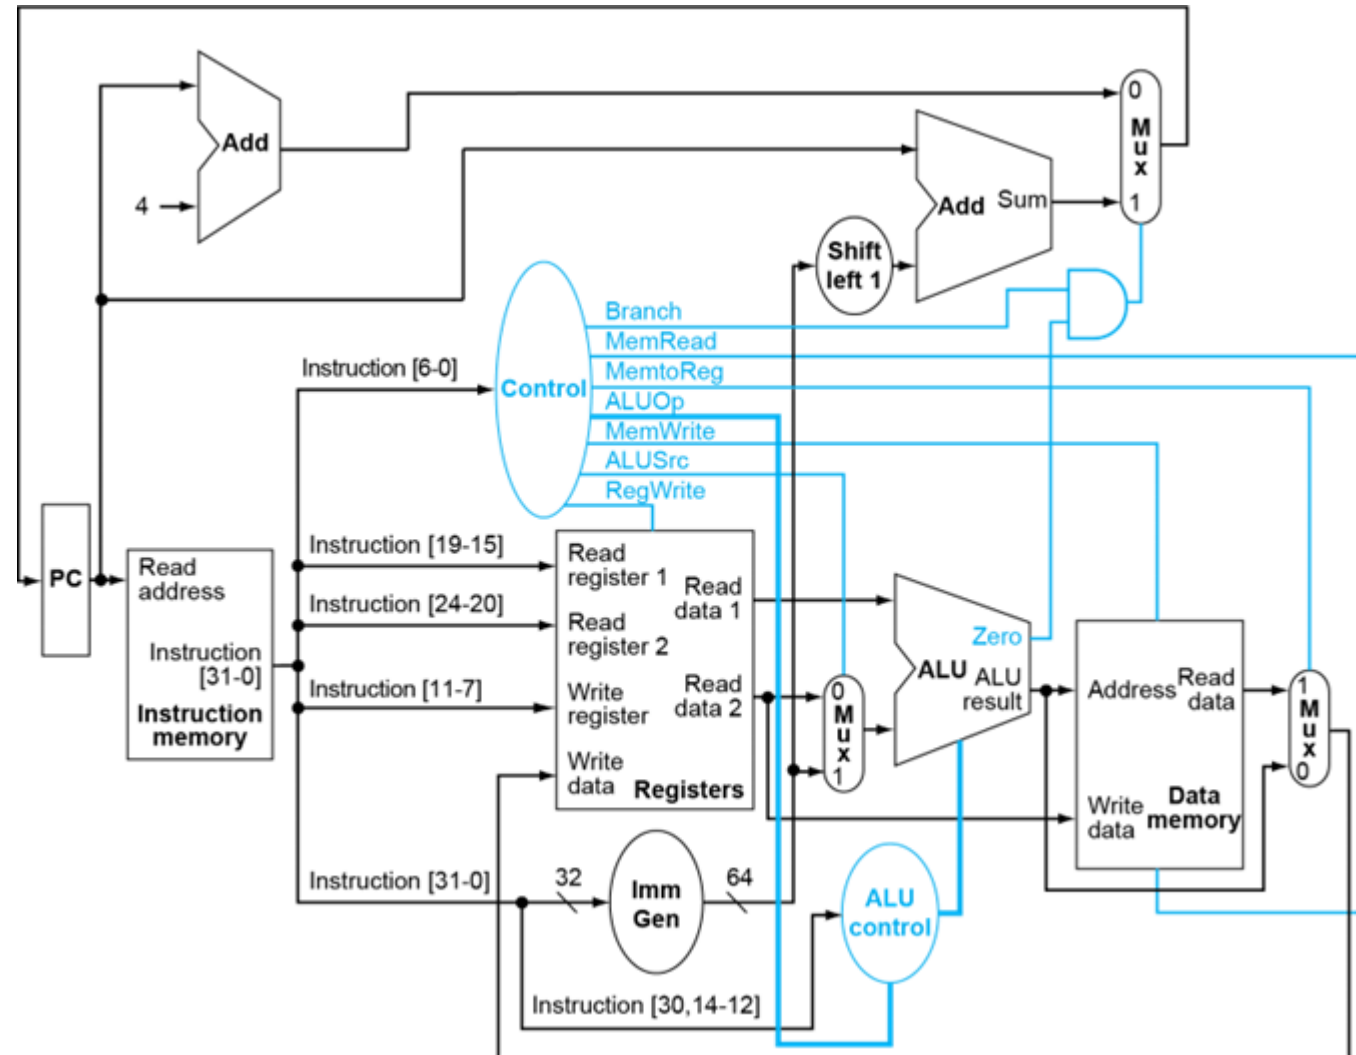 0
M
u
x
1
Add
4
Add Sum
Shift
left 1
Branch
MemRead
MemtoReg
ALUOp
MemWrite
ALUSrc
RegWrite
Control
Instruction [6-0]
Instruction [19-15]
Instruction [24-20]
Instruction [11-7]
Instruction [31-0]
Instruction [30,14-12]
PC
Read
address
Instruction
[31-0]
Instruction
memory
Read
register 1
Read
register 2
Write
register
Write
data
Read
data 1
Read
data 2
Registers
0
M
u
x
1
Zero
ALU
ALU
result
Address
Read
data
Write
data
Data
memory
1
M
u
x
0
32
Imm
Gen
64
ALU
control